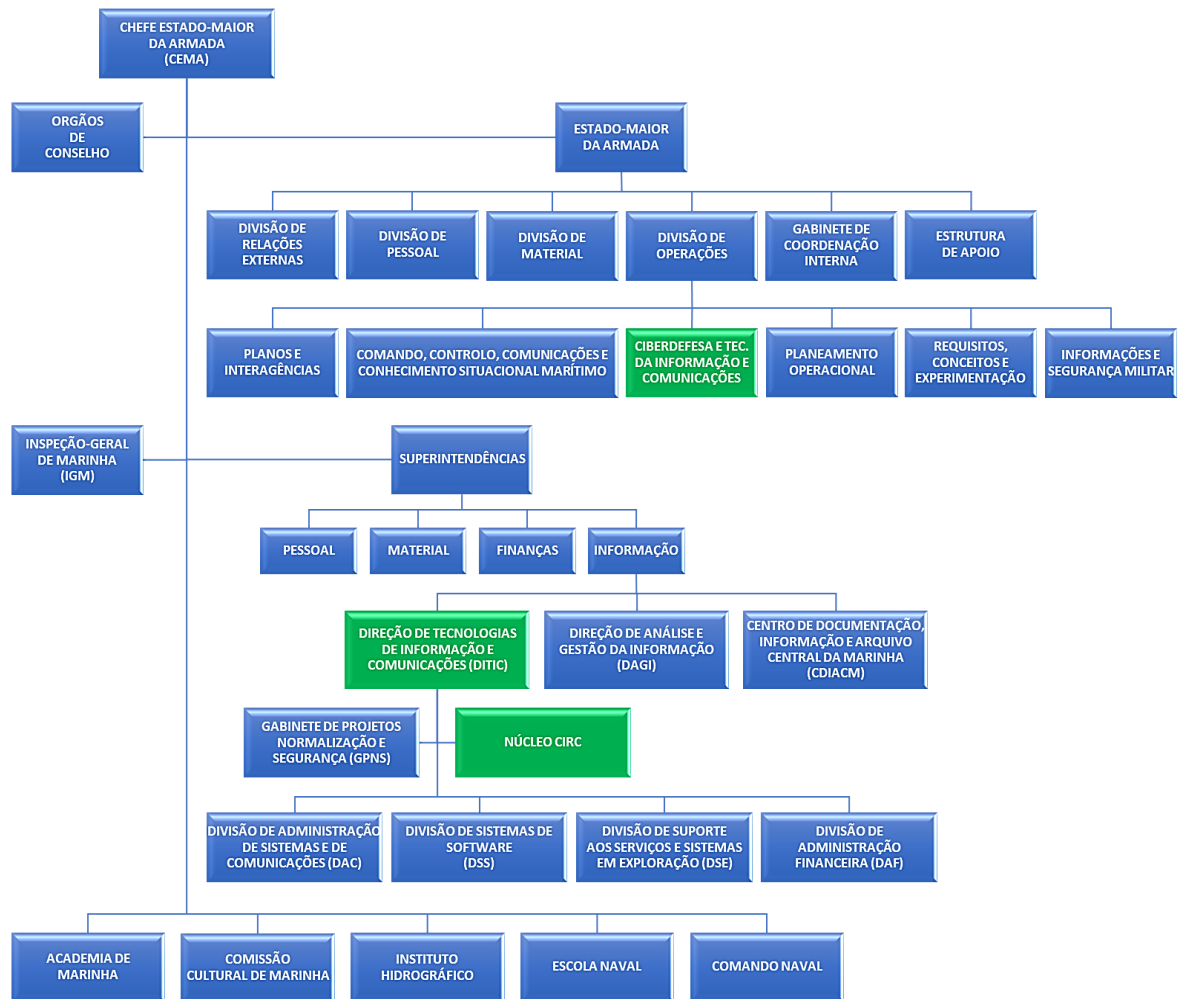 CHEFE ESTADO-MAIOR
DA ARMADA
(CEMA)
ORGÃOS
DE
CONSELHO
ESTADO-MAIOR
DA ARMADA
DIVISÃO DE
RELAÇÕES
EXTERNAS
DIVISÃO DE
PESSOAL
DIVISÃO DE
MATERIAL
DIVISÃO DE
OPERAÇÕES
GABINETE DE
COORDENAÇÃO
INTERNA
ESTRUTURA
DE APOIO
PLANOS E
INTERAGÊNCIAS
COMANDO, CONTROLO, COMUNICAÇÕES E
CONHECIMENTO SITUACIONAL MARÍTIMO
CIBERDEFESA E TEC.
DA INFORMAÇÃO E
COMUNICAÇÕES
PLANEAMENTO
OPERACIONAL
REQUISITOS,
CONCEITOS E
EXPERIMENTAÇÃO
INFORMAÇÕES E
SEGURANÇA MILITAR
INSPEÇÃO-GERAL
DE MARINHA
(IGM)
SUPERINTENDÊNCIAS
PESSOAL
MATERIAL
FINANÇAS
INFORMAÇÃO
DIREÇÃO DE TECNOLOGIAS
DE INFORMAÇÃO E
COMUNICAÇÕES (DITIC)
DIREÇÃO DE ANÁLISE E
GESTÃO DA INFORMAÇÃO
(DAGI)
CENTRO DE DOCUMENTAÇÃO,
INFORMAÇÃO E ARQUIVO
CENTRAL DA MARINHA
(CDIACM)
GABINETE DE PROJETOS
NORMALIZAÇÃO E
SEGURANÇA (GPNS)
NÚCLEO CIRC
DIVISÃO DE ADMINISTRAÇÃO
DE SISTEMAS E DE
COMUNICAÇÕES (DAC)
DIVISÃO DE SISTEMAS DE
SOFTWARE
(DSS)
DIVISÃO DE SUPORTE
AOS SERVIÇOS E SISTEMAS
EM EXPLORAÇÃO (DSE)
DIVISÃO DE
ADMINISTRAÇÃO
FINANCEIRA (DAF)
ACADEMIA DE
MARINHA
COMISSÃO
CULTURAL DE MARINHA
INSTITUTO
HIDROGRÁFICO
ESCOLA NAVAL
COMANDO NAVAL